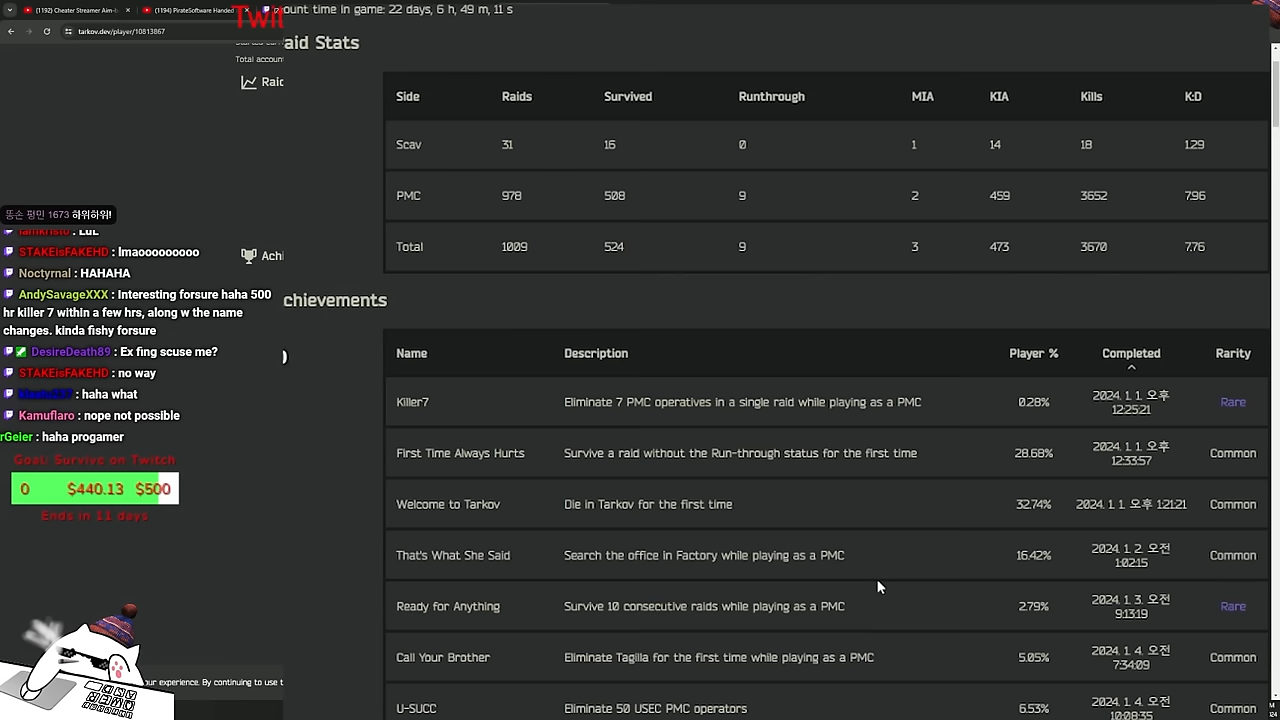 (1192) Cheater Streamer Aim-
(1194) PirateSoftware Handed
Twit
ount time in game: 22 days, 6 h, 49 m, 11 s
tarkov.dev/player/10813867
Total accoun
Raid
aid Stats
Side Raids Survived Runthrough MIA KIA Kills K:D
Scav 31 16 0 1 14 18 1.29
PMC 978 508 9 2 459 3652 7.96
Total 1009 524 9 3 473 3670 7.76
Achi
chievements
Name Description Player % Completed Rarity
Killer7 Eliminate 7 PMC operatives in a single raid while playing as a PMC 0.28% 2024. 1. 1. 오후 Rare
12:25:21
First Time Always Hurts Survive a raid without the Run-through status for the first time 28.68% 2024. 1. 1. 오후 Common
12:33:57
Welcome to Tarkov Die in Tarkov for the first time 32.74% 2024. 1. 1. 오후 1:21:21 Common
That's What She Said Search the office in Factory while playing as a PMC 16.42% 2024. 1. 2. 오전 Common
1:02:15
Ready for Anything Survive 10 consecutive raids while playing as a PMC 2.79% 2024. 1. 3. 오전 Rare
9:13:19
Call Your Brother Eliminate Tagilla for the first time while playing as a PMC 5.05% 2024. 1. 4. 오전 Common
7:34:09
U-SUCC Eliminate 50 USEC PMC operators 6.53% 2024. 1. 4. 오전 Common
10:08:35
똥손 평민 1673 하위하위!
iamkristo : LuL
STAKEisFAKEHD : lmaooooooooo
Noctyrnal : HAHAHA
AndySavageXXX : Interesting forsure haha 500
hr killer 7 within a few hrs, along w the name
changes. kinda fishy forsure
DesireDeath89 : Ex fing scuse me?
STAKEisFAKEHD : no way
: haha what
Kamuflaro : nope not possible
rGeier : haha progamer
Goal: Survive on Twitch
0 $440.13 $500
Ends in 11 days
our experience. By continuing to use t